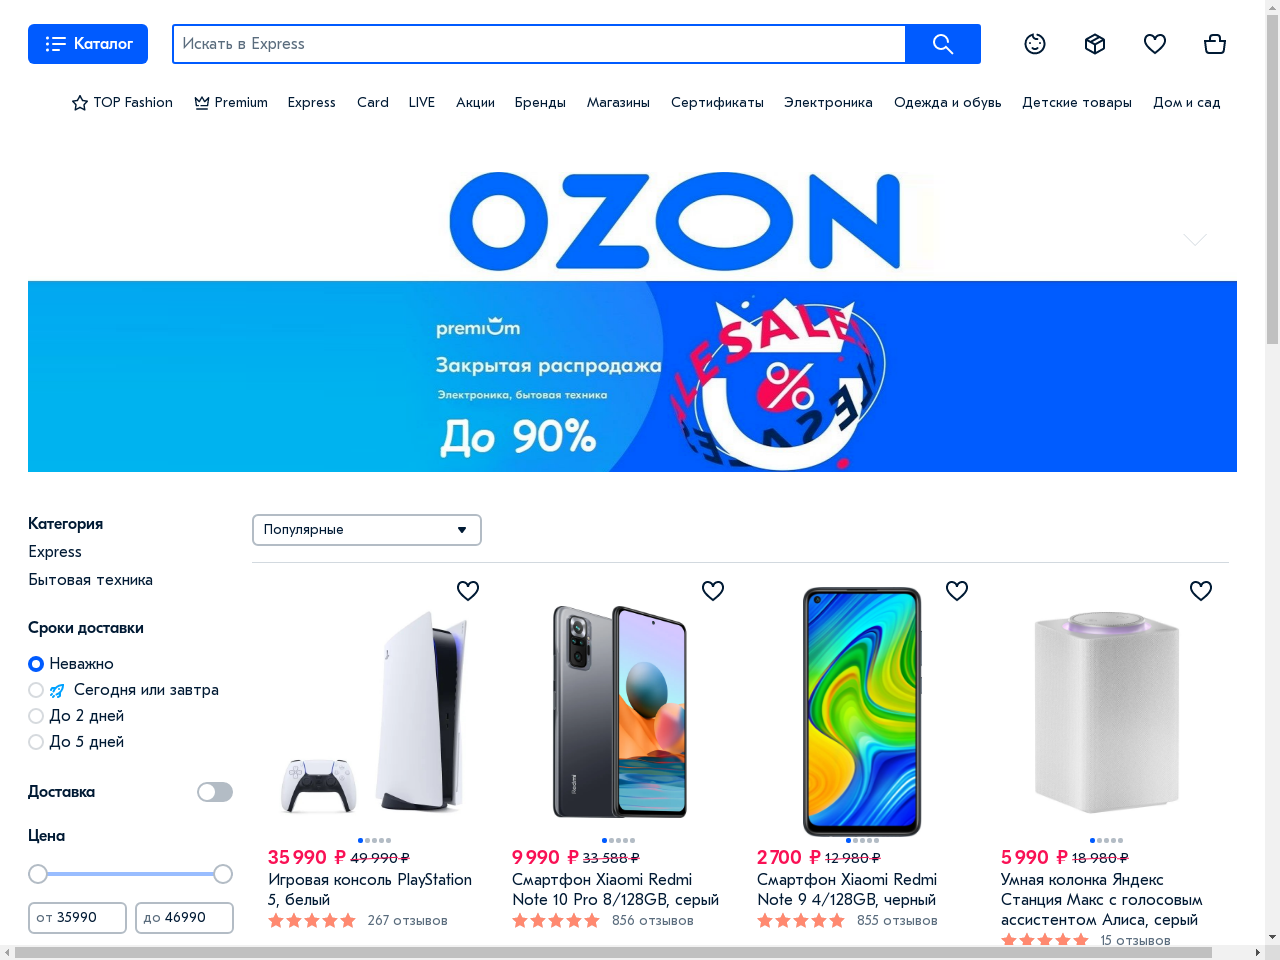 Каталог
Искать в Express
TOP Fashion
Premium
Express
Card
LIVE
Акции
Бренды
Магазины
Сертификаты
Электроника
Одежда и обувь
Детские товары
Дом и сад
OZON
premium
Закрытая распродажа
Электроника, бытовая техника
До 90%
SALE
%
Категория
Express
Бытовая техника
Сроки доставки
Неважно
Сегодня или завтра
До 2 дней
До 5 дней
Доставка
Цена
от 35990
до 46990
Популярные
35 990 ₽ 49 990 ₽
Игровая консоль PlayStation
5, белый
267 отзывов
Redmi
9 990 ₽ 33 588 ₽
Смартфон Xiaomi Redmi
Note 10 Pro 8/128GB, серый
856 отзывов
2 700 ₽ 12 980 ₽
Смартфон Xiaomi Redmi
Note 9 4/128GB, черный
855 отзывов
5 990 ₽ 18 980 ₽
Умная колонка Яндекс
Станция Макс с голосовым
ассистентом Алиса, серый
15 отзывов